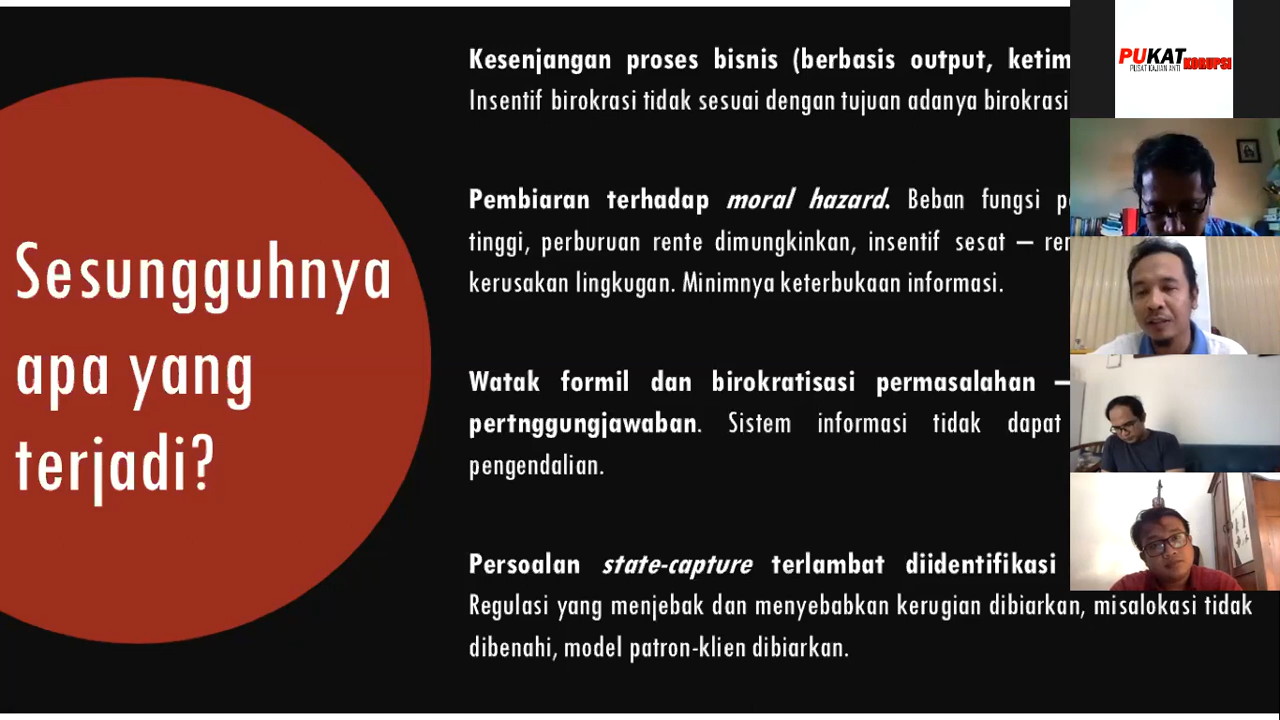 Sesungguhnya
apa yang
terjadi?
Kesenjangan proses bisnis (berbasis output,
Insentif birokrasi tidak sesuai dengan tujuan adanya birokrasi
Pembiaran terhadap moral hazard. Beban fungsi
tinggi, perburuan rente dimungkinkan, insentif sesat –
kerusakan lingkugan. Minimnya keterbukaan informasi.
Watak formil dan birokratisasi permasalahan –
pertnggungjawaban. Sistem informasi tidak dapat
pengendalian.
Persoalan state-capture terlambat diidentifikasi
Regulasi yang menjebak dan menyebabkan kerugian dibiarkan, misalokasi tidak
dibenahi, model patron-klien dibiarkan.
PUKAT
PUSAT KAJIAN ANTI KORUPSI